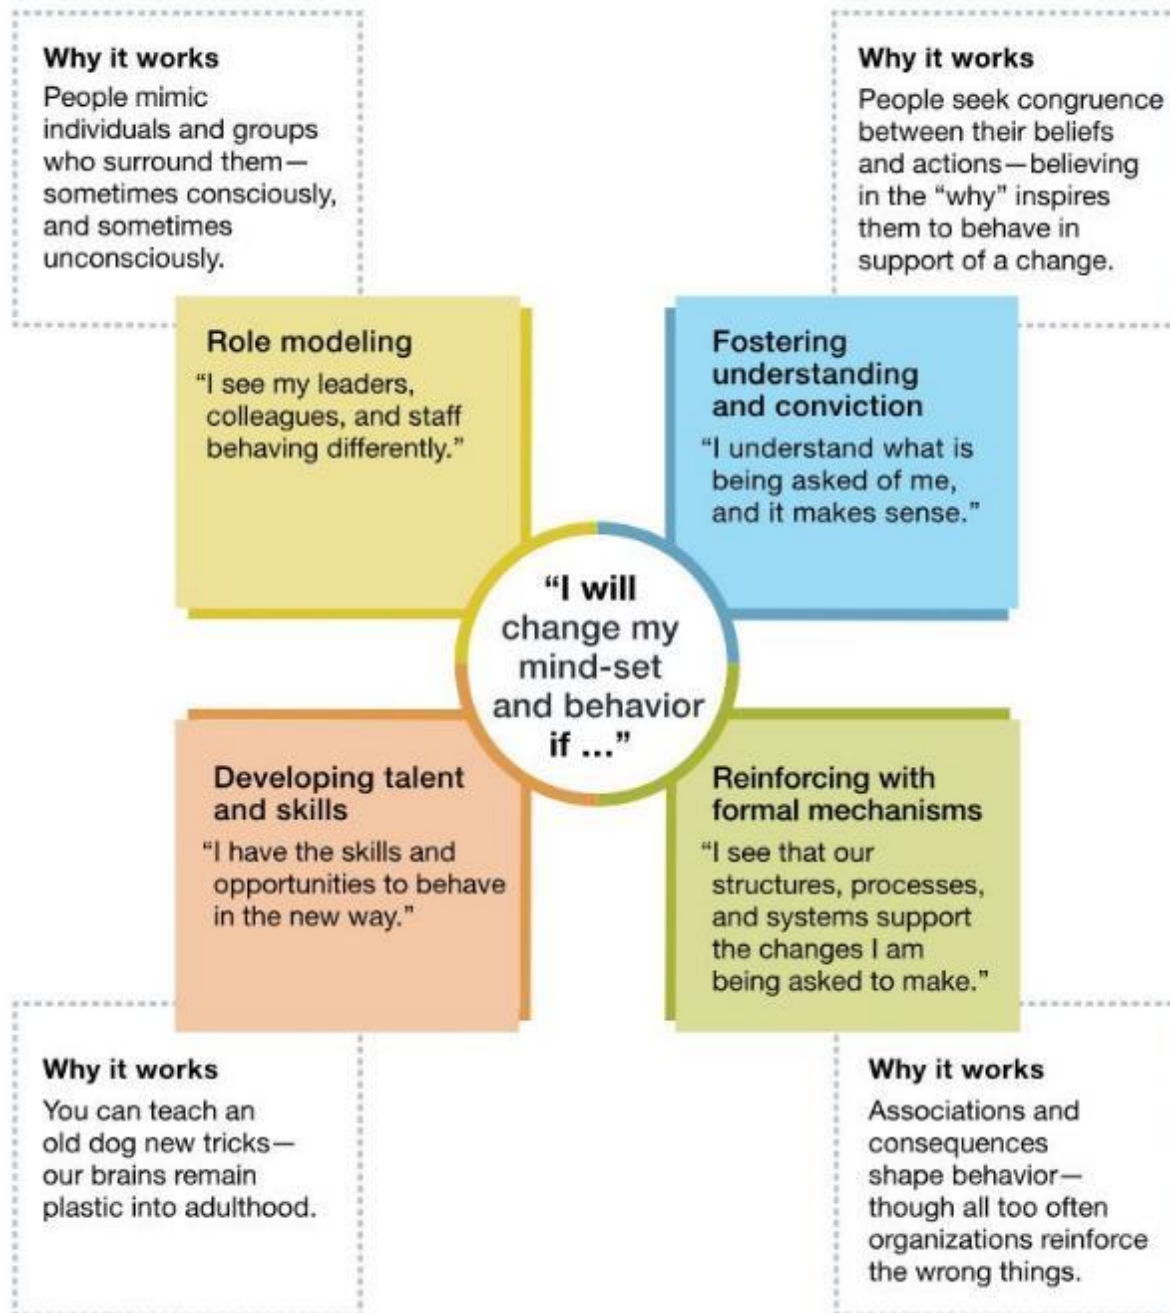 Why it works
People mimic
individuals and groups
who surround them—
sometimes consciously,
and sometimes
unconsciously.
Why it works
People seek congruence
between their beliefs
and actions—believing
in the “why” inspires
them to behave in
support of a change.
Role modeling
“I see my leaders,
colleagues, and staff
behaving differently.”
Fostering
understanding
and conviction
“I understand what is
being asked of me,
and it makes sense.”
“I will
change my
mind-set
and behavior
if ...”
Developing talent
and skills
“I have the skills and
opportunities to behave
in the new way.”
Reinforcing with
formal mechanisms
“I see that our
structures, processes,
and systems support
the changes I am
being asked to make.”
Why it works
You can teach an
old dog new tricks—
our brains remain
plastic into adulthood.
Why it works
Associations and
consequences
shape behavior—
though all too often
organizations reinforce
the wrong things.